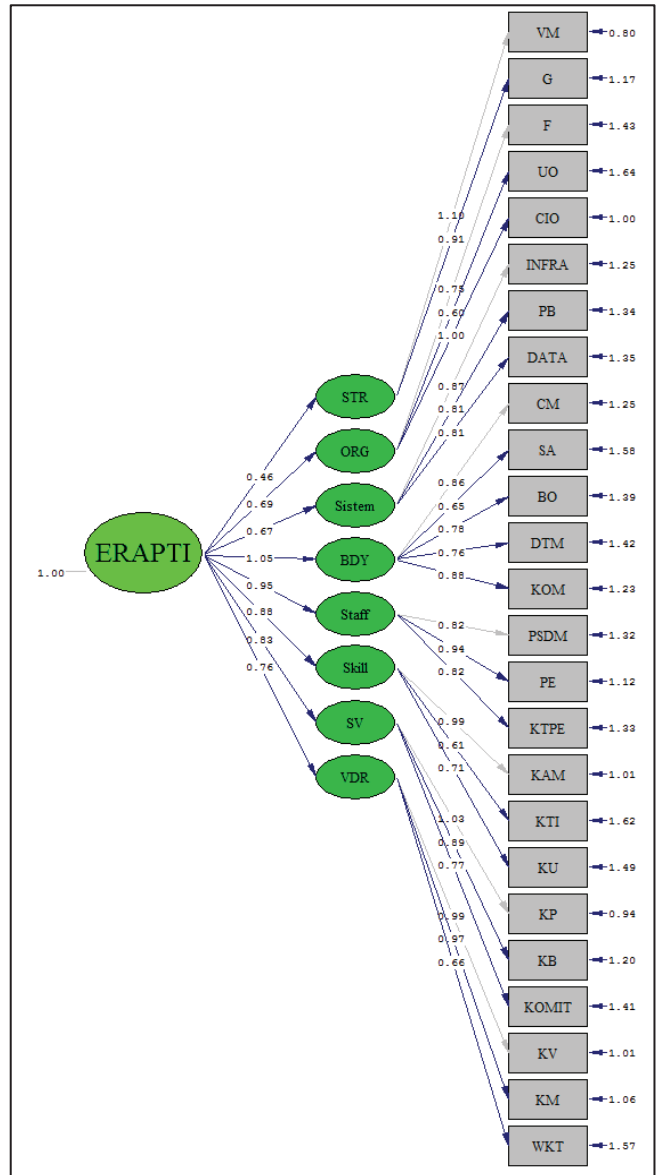 VM
0.80
G
1.17
F
1.43
UO
1.64
CIO
1.00
INFRA
1.25
PB
1.34
DATA
1.35
CM
1.25
SA
1.58
BO
1.39
DTM
1.42
KOM
1.23
PSDM
1.32
PE
1.12
KTPE
1.33
KAM
1.01
KTI
1.62
KU
1.49
KP
0.94
KB
1.20
KOMIT
1.41
KV
1.01
KM
1.06
WKT
1.57
1.10
0.91
0.75
0.60
1.00
0.87
0.81
0.81
0.86
0.65
0.78
0.76
0.88
0.82
0.94
0.82
0.99
0.61
0.71
1.03
0.89
0.77
0.99
0.97
0.66
STR
ORG
Sistem
BDY
Staff
Skill
SV
VDR
0.46
0.69
0.67
1.05
0.95
0.88
0.83
0.76
ERAPTI
1.00